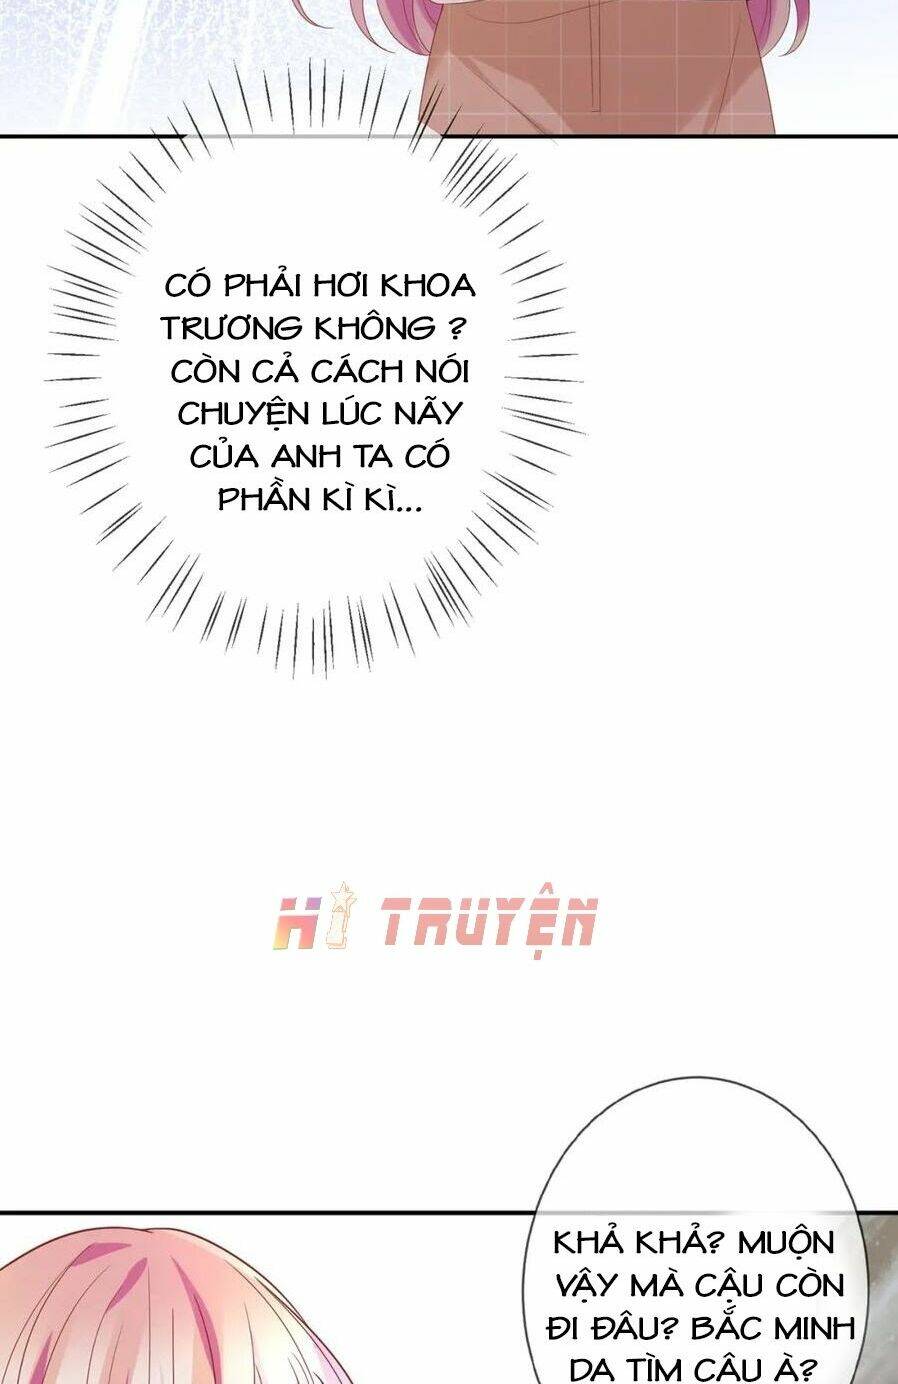 CÓ PHẢI HƠI KHOA
TRƯƠNG KHÔNG ?
CÒN CẢ CÁCH NÓI
CHUYỆN LÚC NÃY
CỦA ANH TA CÓ
PHẦN KÌ KÌ...
HI TRUYỆN
KHẢ KHẢ? MUỘN
VẬY MÀ CẬU CÒN
ĐI ĐÂU? BẮC MINH
DA TÌM CẬU À?